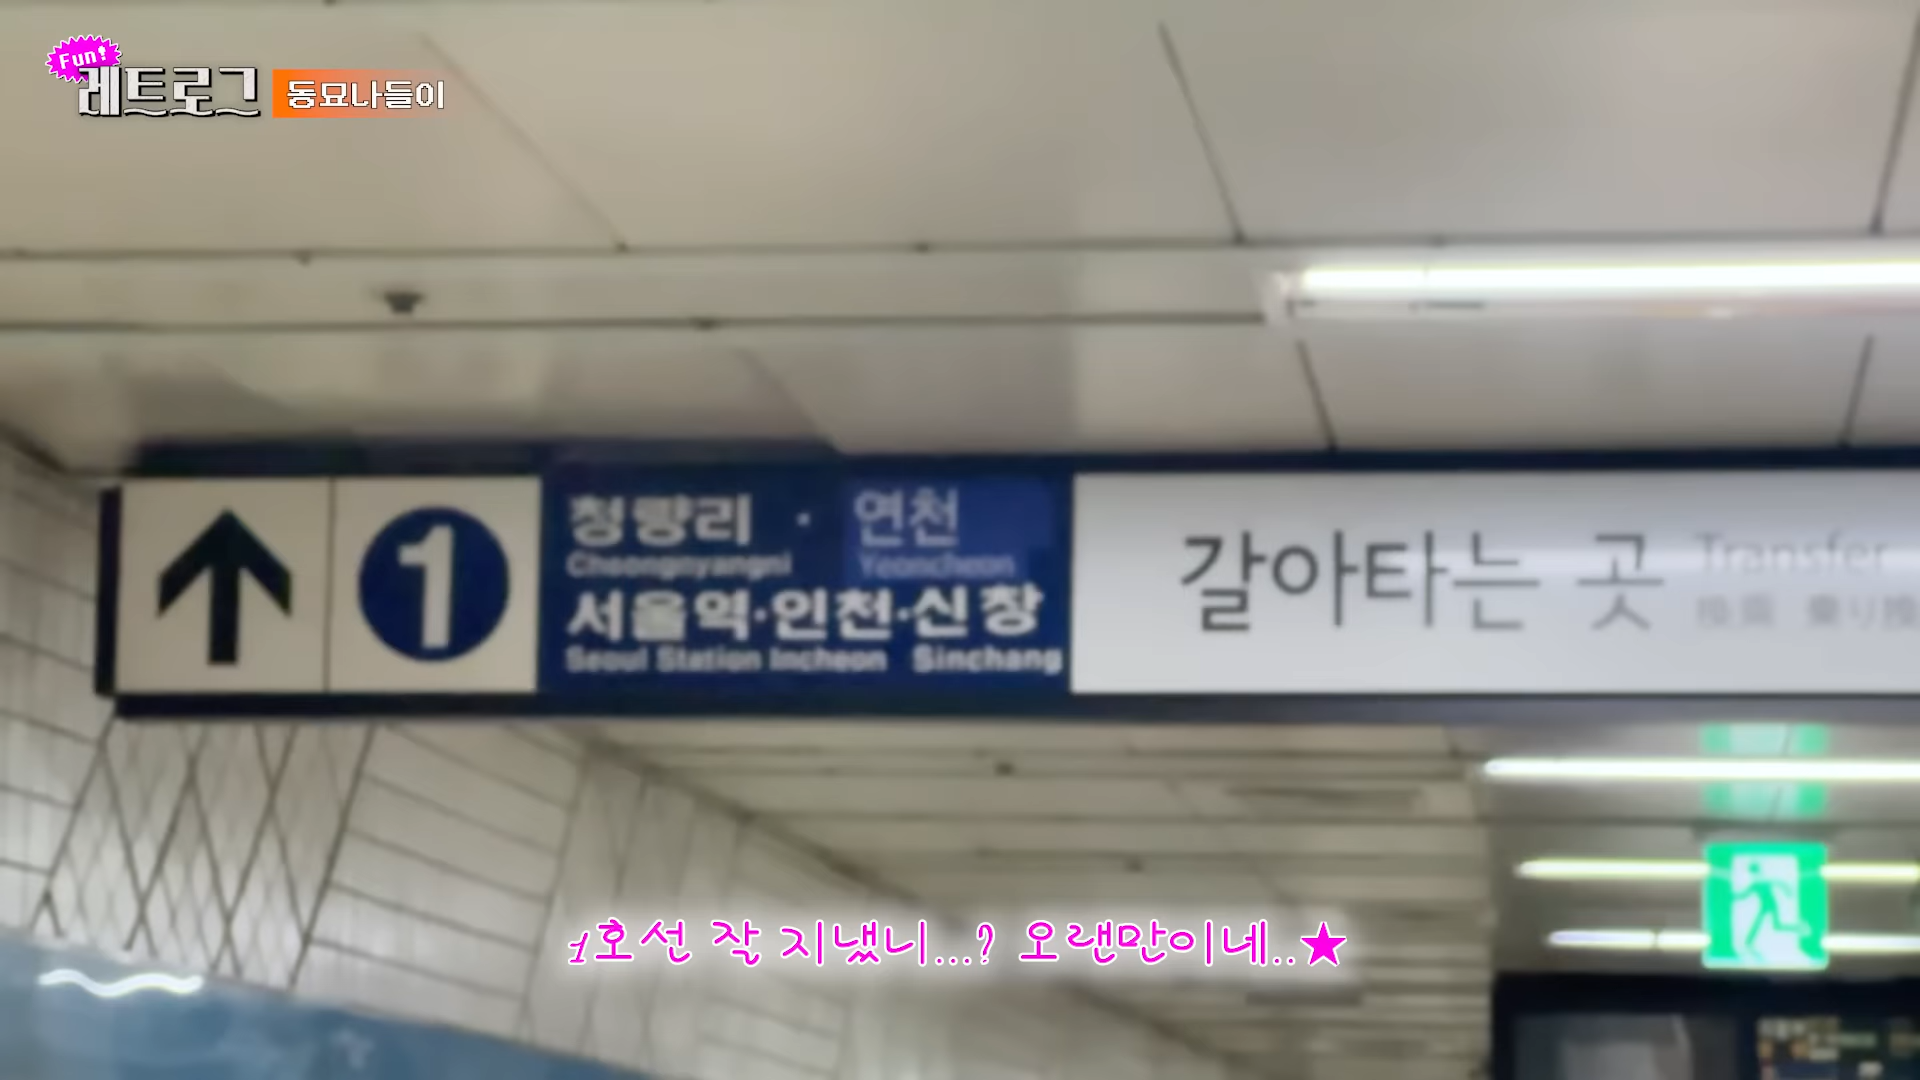 Fun!
레트로그 동묘나들이
1 청량리 · 연천
Cheongnyangni Yeoncheon
서울역·인천·신창
Seoul Station Incheon Sinchang
갈아타는 곳 Transfer
1호선 잘 지냈니...? 오랜만이네..★